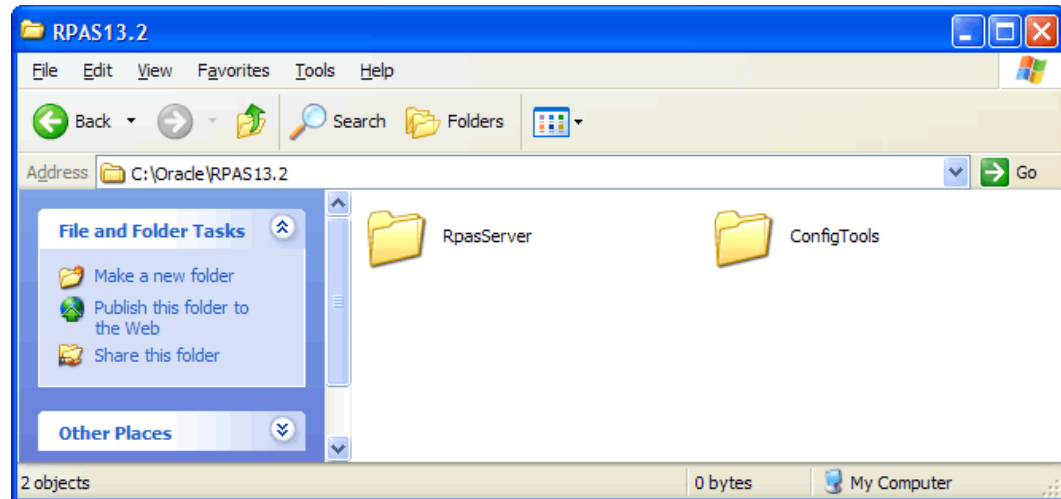 RPAS13.2
File Edit View Favorites Tools Help
Back Search Folders
Address C:\Oracle\RPAS13.2 Go
File and Folder Tasks
Make a new folder
Publish this folder to
the Web
Share this folder
Other Places
RpasServer ConfigTools
2 objects 0 bytes My Computer